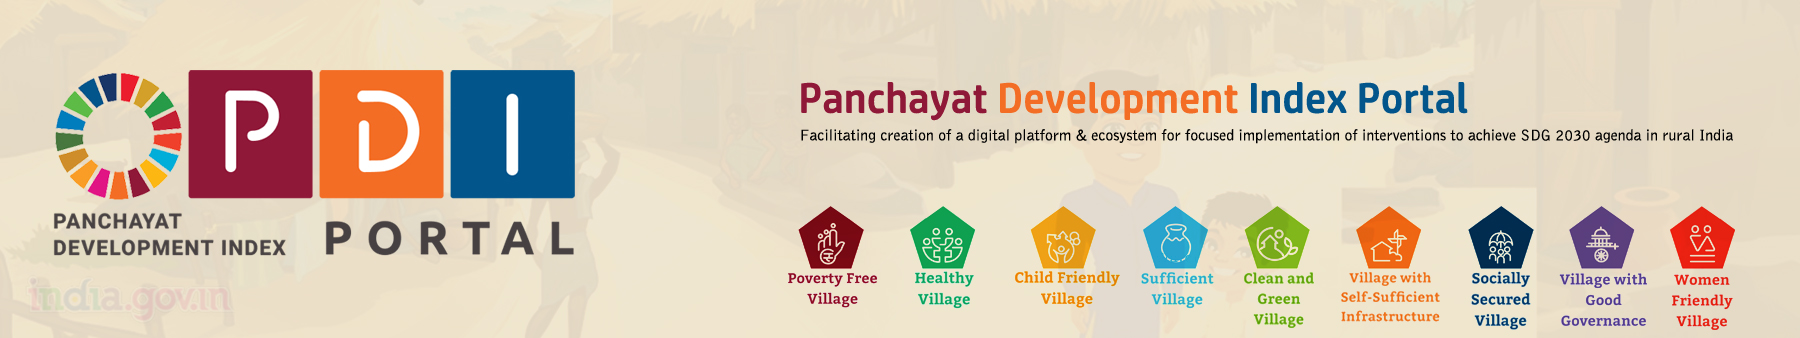 PDI
PANCHAYAT
DEVELOPMENT INDEX
PORTAL
india.gov.in
Panchayat Development Index Portal
Facilitating creation of a digital platform & ecosystem for focused implementation of interventions to achieve SDG 2030 agenda in rural India
Poverty Free
Village
Healthy
Village
Child Friendly
Village
Sufficient
Village
Clean and
Green
Village
Village with
Self-Sufficient
Infrastructure
Socially
Secured
Village
Village with
Good
Governance
Women
Friendly
Village